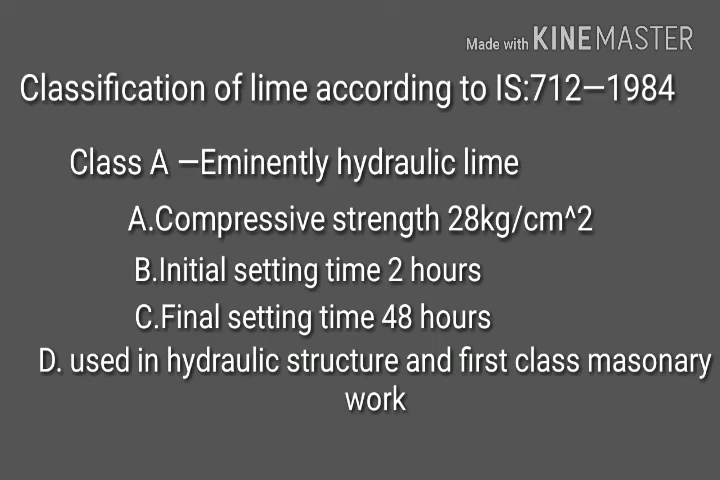 Made with KINEMASTER
Classification of lime according to IS:712–1984
Class A –Eminently hydraulic lime
A.Compressive strength 28kg/cm^2
B.Initial setting time 2 hours
C.Final setting time 48 hours
D. used in hydraulic structure and first class masonary
work